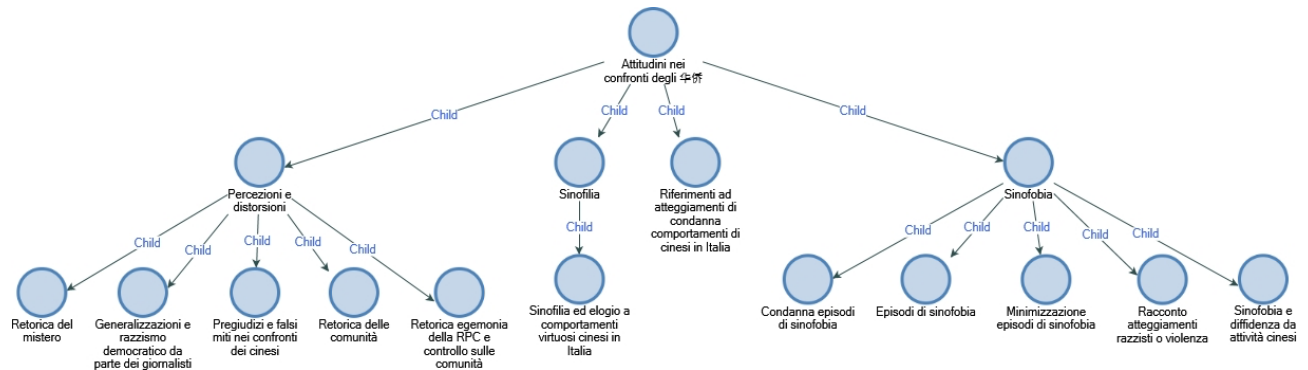 Attitudini nei
confronti degli 华侨
Child
Child
Child
Child
Percezioni e
distorsioni
Sinofilia
Riferimenti ad
atteggiamenti di
condanna
comportamenti di
cinesi in Italia
Sinofobia
Child
Child
Child
Child
Child
Child
Child
Child
Child
Child
Child
Retorica del
mistero
Generalizzazioni e
razzismo
democratico da
parte dei giornalisti
Pregiudizi e falsi
miti nei confronti
dei cinesi
Retorica delle
comunità
Retorica egemonia
della RPC e
controllo sulle
comunità
Sinofilia ed elogio a
comportamenti
virtuosi cinesi in
Italia
Condanna episodi
di sinofobia
Episodi di sinofobia
Minimizzazione
episodi di sinofobia
Racconto
atteggiamenti
razzisti o violenza
Sinofobia e
diffidenza da
attività cinesi